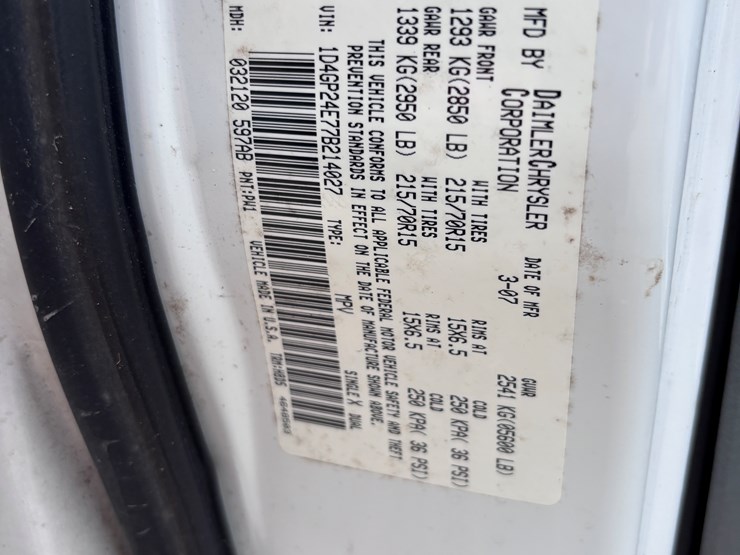 MFD BY DAIMLERCHRYSLER CORPORATION
DATE OF MFR 3-07
GVWR 2541 KG(05600 LB)
GAWR FRONT WITH TIRES RIMS AT COLD
1293 KG(2850 LB) 215/70R15 15X6.5 250 KPA( 36 PSI)
GAWR REAR WITH TIRES RIMS AT COLD
1339 KG(2950 LB) 215/70R15 15X6.5 250 KPA( 36 PSI)
THIS VEHICLE CONFORMS TO ALL APPLICABLE FEDERAL MOTOR VEHICLE SAFETY AND THEFT
PREVENTION STANDARDS IN EFFECT ON THE DATE OF MANUFACTURE SHOWN ABOVE.
VIN: 1D4GP24E77B214027 TYPE: MPV SINGLE X DUAL
MDH: 032120 597AB PNT:PW1 VEHICLE MADE IN U.S.A.